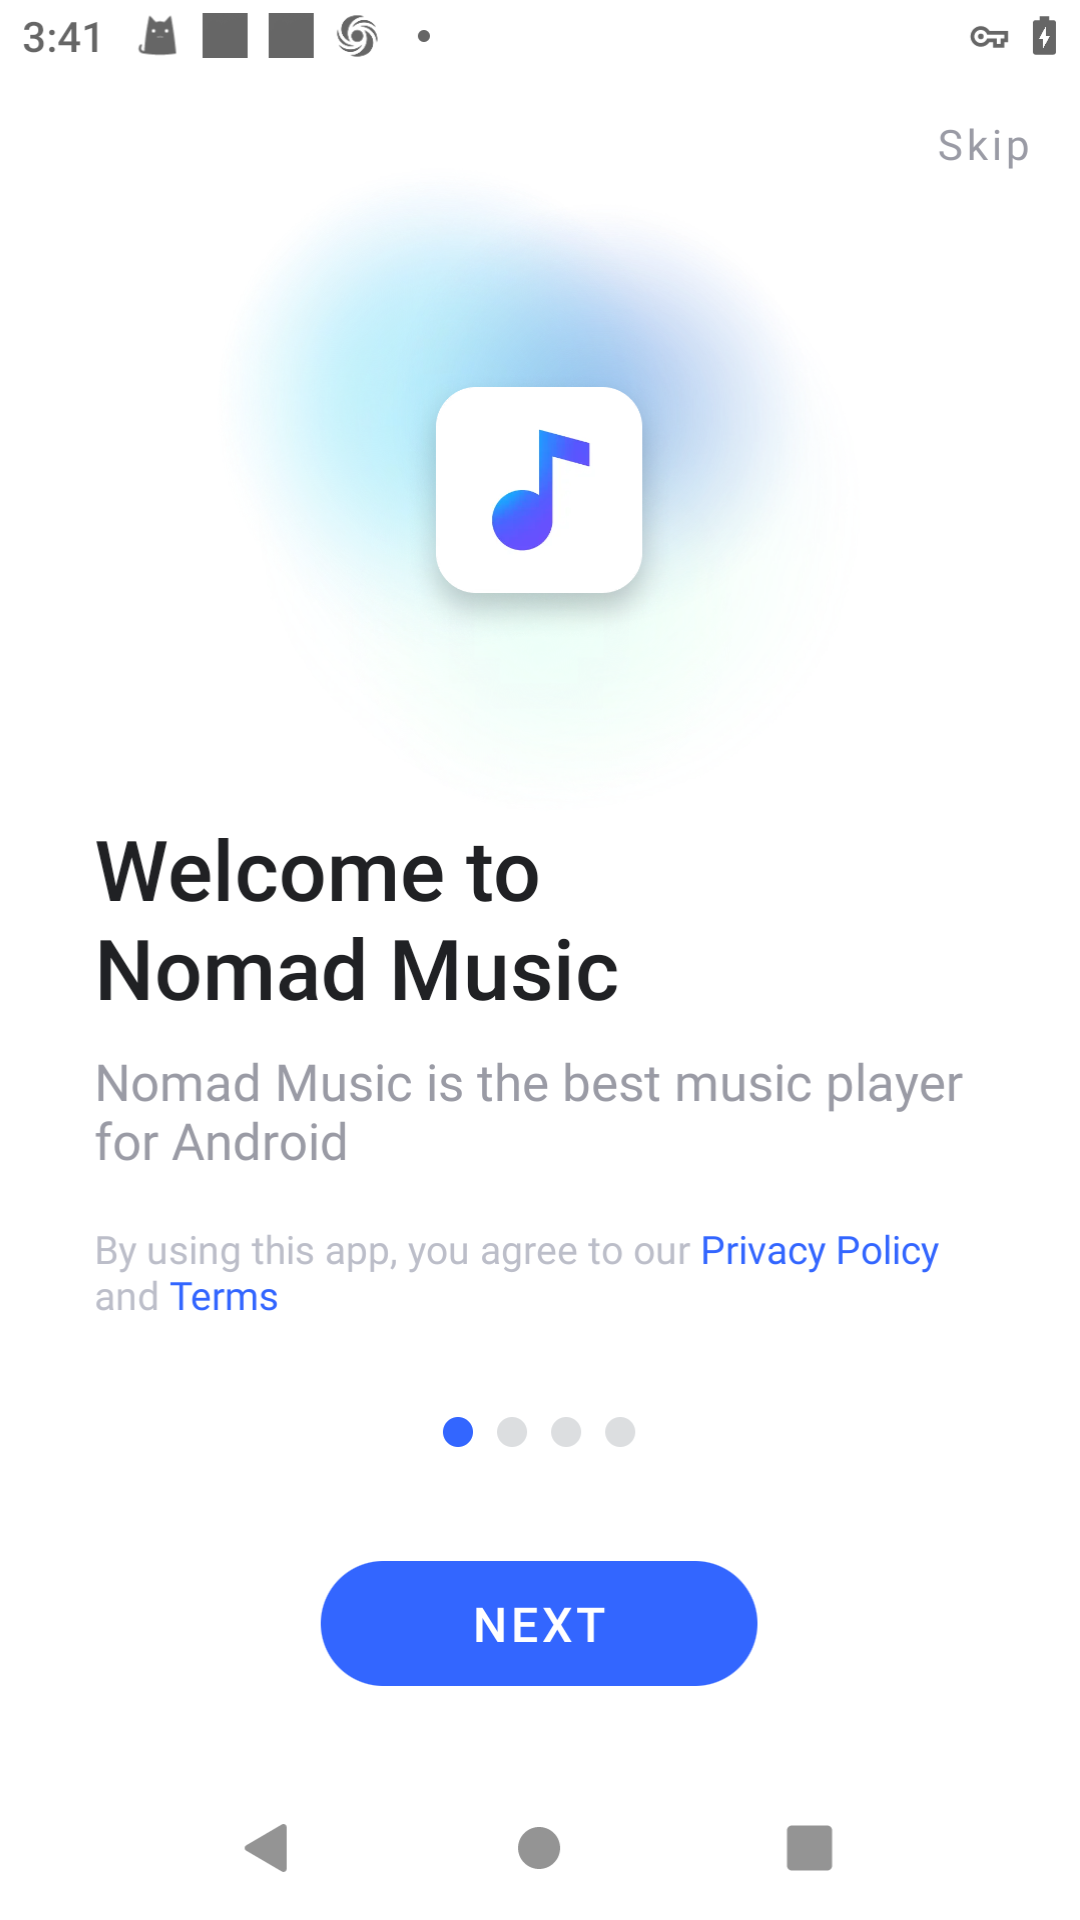 3:41
Skip
Welcome to
Nomad Music
Nomad Music is the best music player
for Android
By using this app, you agree to our Privacy Policy
and Terms
NEXT